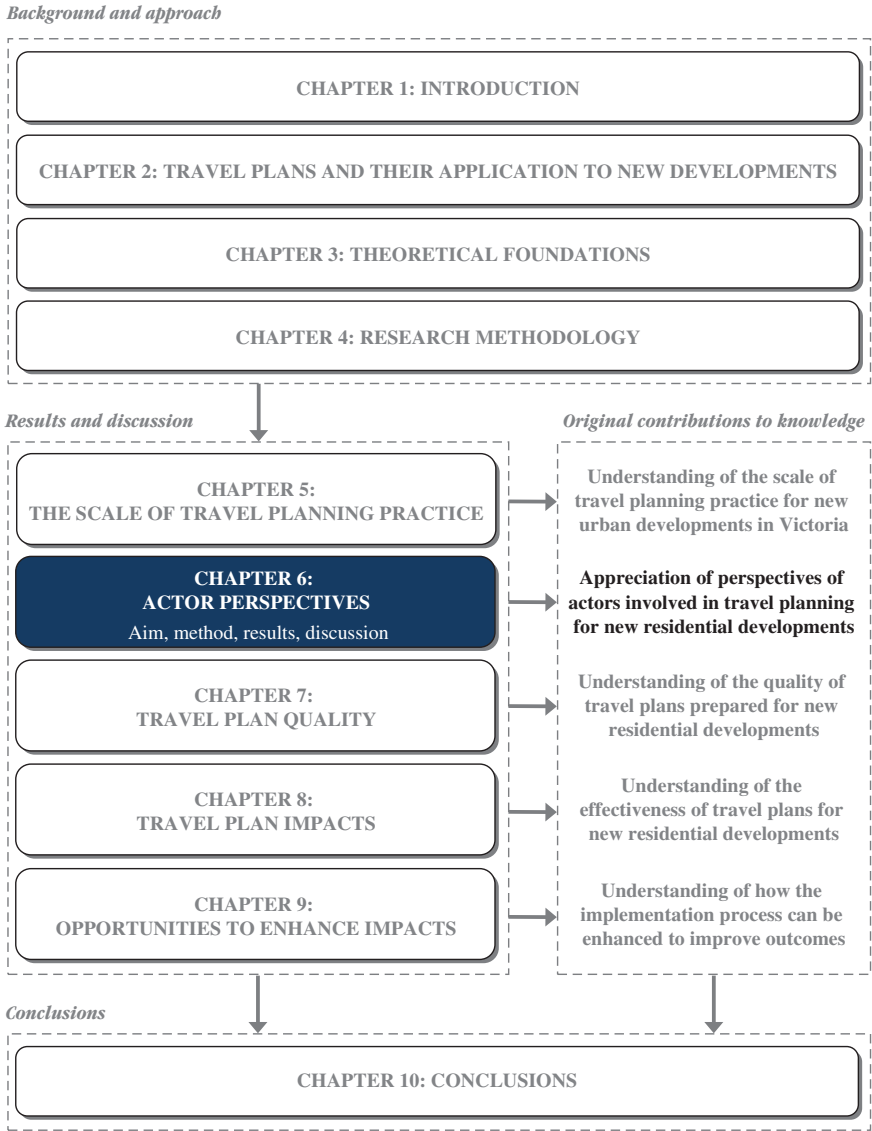 Background and approach
CHAPTER 1: INTRODUCTION
CHAPTER 2: TRAVEL PLANS AND THEIR APPLICATION TO NEW DEVELOPMENTS
CHAPTER 3: THEORETICAL FOUNDATIONS
CHAPTER 4: RESEARCH METHODOLOGY
Results and discussion
CHAPTER 5:
THE SCALE OF TRAVEL PLANNING PRACTICE
CHAPTER 6:
ACTOR PERSPECTIVES
Aim, method, results, discussion
CHAPTER 7:
TRAVEL PLAN QUALITY
CHAPTER 8:
TRAVEL PLAN IMPACTS
CHAPTER 9:
OPPORTUNITIES TO ENHANCE IMPACTS
Original contributions to knowledge
Understanding of the scale of
travel planning practice for new
urban developments in Victoria
Appreciation of perspectives of
actors involved in travel planning
for new residential developments
Understanding of the quality of
travel plans prepared for new
residential developments
Understanding of the
effectiveness of travel plans for
new residential developments
Understanding of how the
implementation process can be
enhanced to improve outcomes
Conclusions
CHAPTER 10: CONCLUSIONS